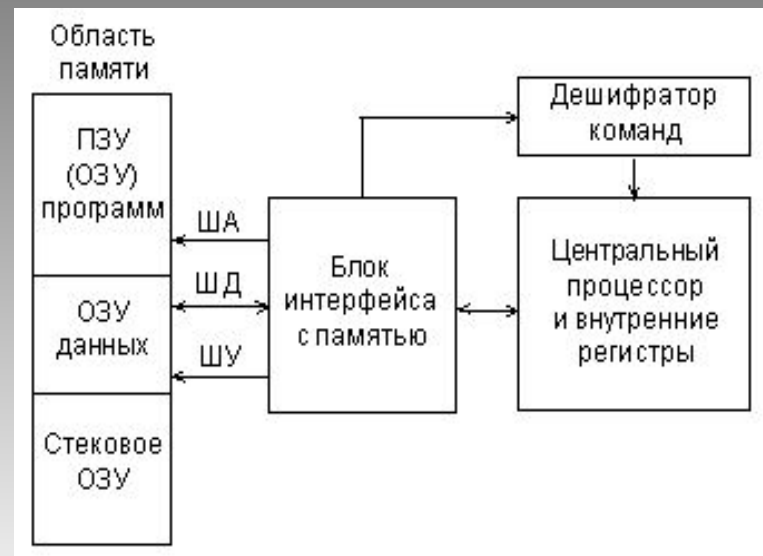 Область
памяти
ПЗУ
(ОЗУ)
программ
ОЗУ
данных
Стековое
ОЗУ
ША
ШД
ШУ
Блок
интерфейса
с памятью
Дешифратор
команд
Центральный
процессор
и внутренние
регистры